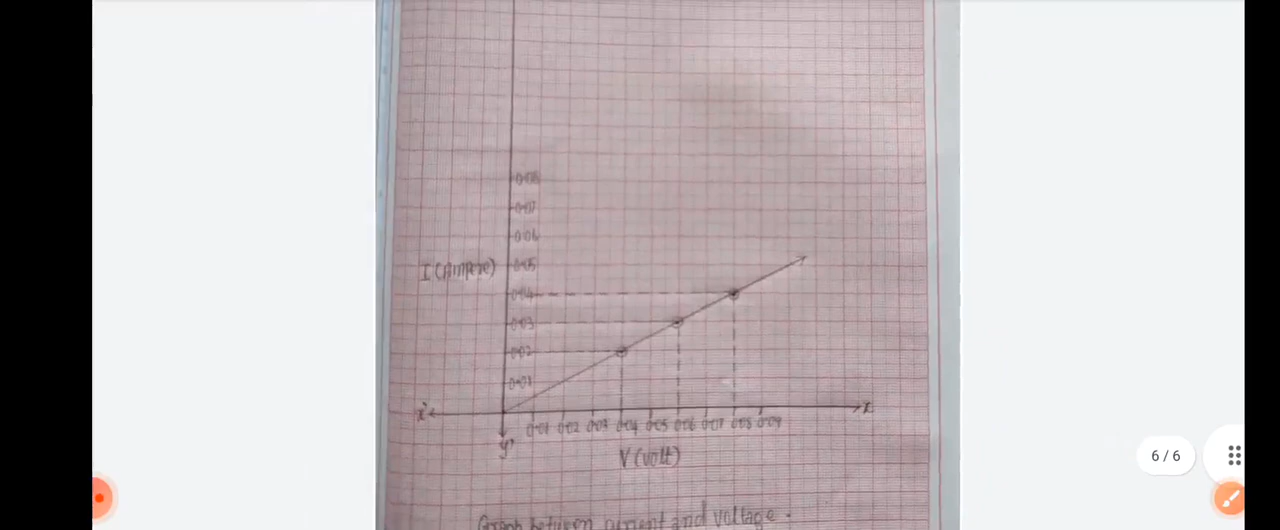 0.08
0.07
0.06
I (Ampere) 0.05
0.04
0.03
0.02
0.01
x' x
0.01 0.02 0.03 0.04 0.05 0.06 0.07 0.08 0.09
y'
V (volt)
6 / 6
Graph between current and voltage.